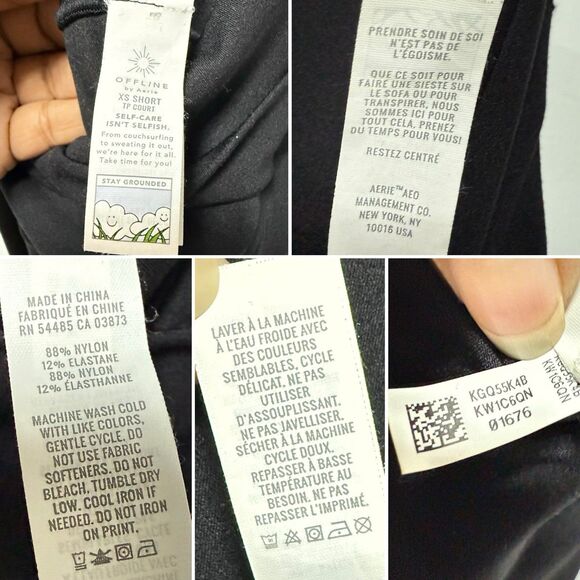 OFFLINE
by Aerie
XS SHORT
TP COURT
SELF-CARE
ISN'T SELFISH.
From couchsurfing
to sweating it out,
we're here for it all.
Take time for you!
STAY GROUNDED
PRENDRE SOIN DE SOI
N'EST PAS DE
L'ÉGOÏSME.
QUE CE SOIT POUR
FAIRE UNE SIESTE SUR
LE SOFA OU POUR
TRANSPIRER, NOUS
SOMMES ICI POUR
TOUT CELA. PRENEZ
DU TEMPS POUR VOUS!
RESTEZ CENTRÉ
AERIE™AEO
MANAGEMENT CO.
NEW YORK, NY
10016 USA
MADE IN CHINA
FABRIQUÉ EN CHINE
RN 54485 CA 03873
88% NYLON
12% ELASTANE
88% NYLON
12% ÉLASTHANNE
MACHINE WASH COLD
WITH LIKE COLORS,
GENTLE CYCLE. DO
NOT USE FABRIC
SOFTENERS. DO NOT
BLEACH, TUMBLE DRY
LOW. COOL IRON IF
NEEDED. DO NOT IRON
ON PRINT.
LAVER À LA MACHINE
À L'EAU FROIDE AVEC
DES COULEURS
SEMBLABLES, CYCLE
DÉLICAT. NE PAS
UTILISER
D'ASSOUPLISSANT.
NE PAS JAVELLISER.
SÉCHER À LA MACHINE
CYCLE DOUX.
REPASSER À BASSE
TEMPÉRATURE AU
BESOIN. NE PAS
REPASSER L'IMPRIMÉ.
KGQ55K4B
KW1C6QN
01676